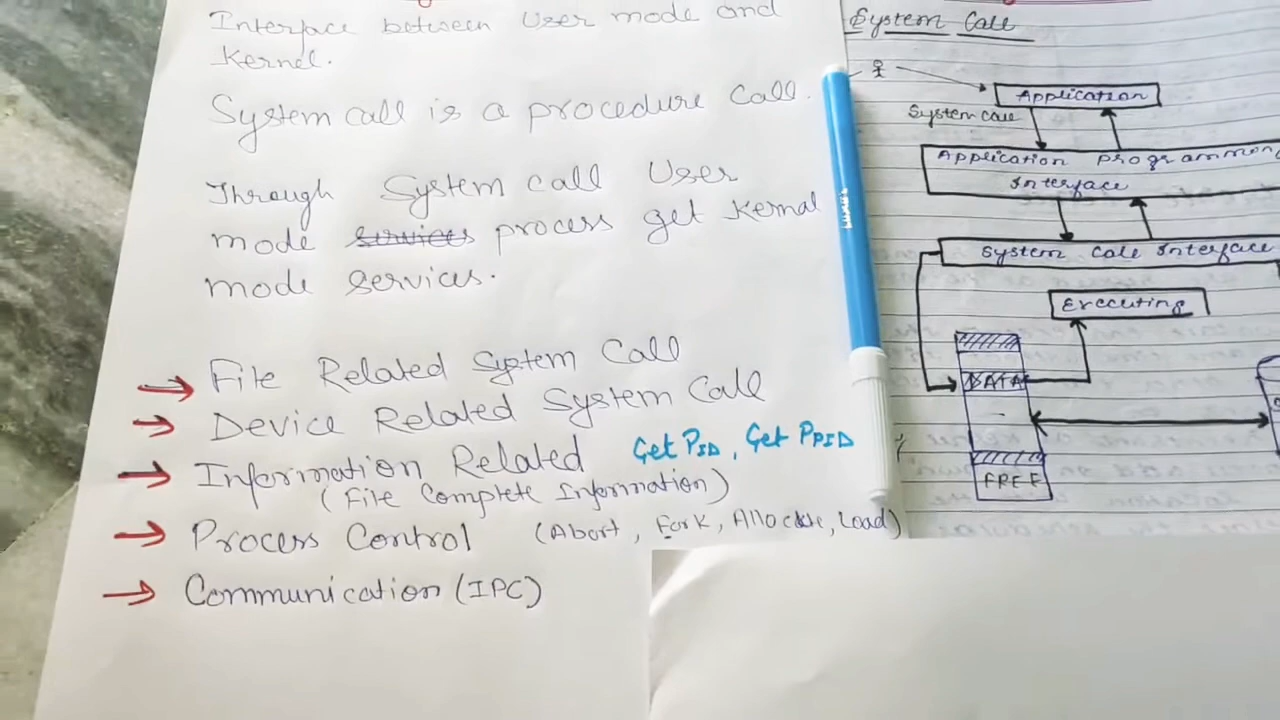 Interface between User mode and
Kernel.
System call is a procedure Call.
Through System call User
mode services process get Kernal
mode services.
File Related System Call
Device Related System Call
Information Related Get PID, Get PPID
(File Complete Information)
Process Control (Abort, Fork, Allocate, Load)
Communication (IPC)
System Call
Application
System call
Application programming
Interface
System Call Interface
Executing
DATA
FREE